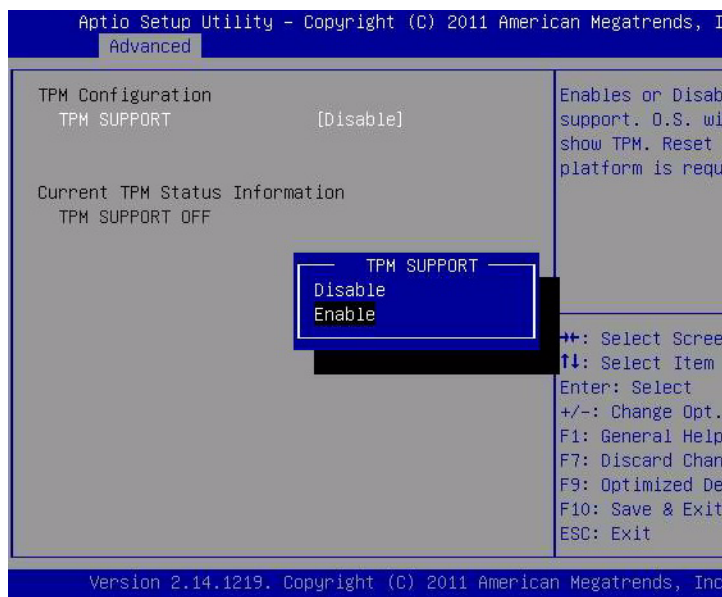 Aptio Setup Utility – Copyright (C) 2011 American Megatrends,
Advanced
TPM Configuration
TPM SUPPORT [Disable]
Current TPM Status Information
TPM SUPPORT OFF
TPM SUPPORT
Disable
Enable
Enables or Disab
support. O.S. wi
show TPM. Reset
platform is requ
→←: Select Scree
↑↓: Select Item
Enter: Select
+/-: Change Opt.
F1: General Help
F7: Discard Chan
F9: Optimized De
F10: Save & Exit
ESC: Exit
Version 2.14.1219. Copyright (C) 2011 American Megatrends, Inc